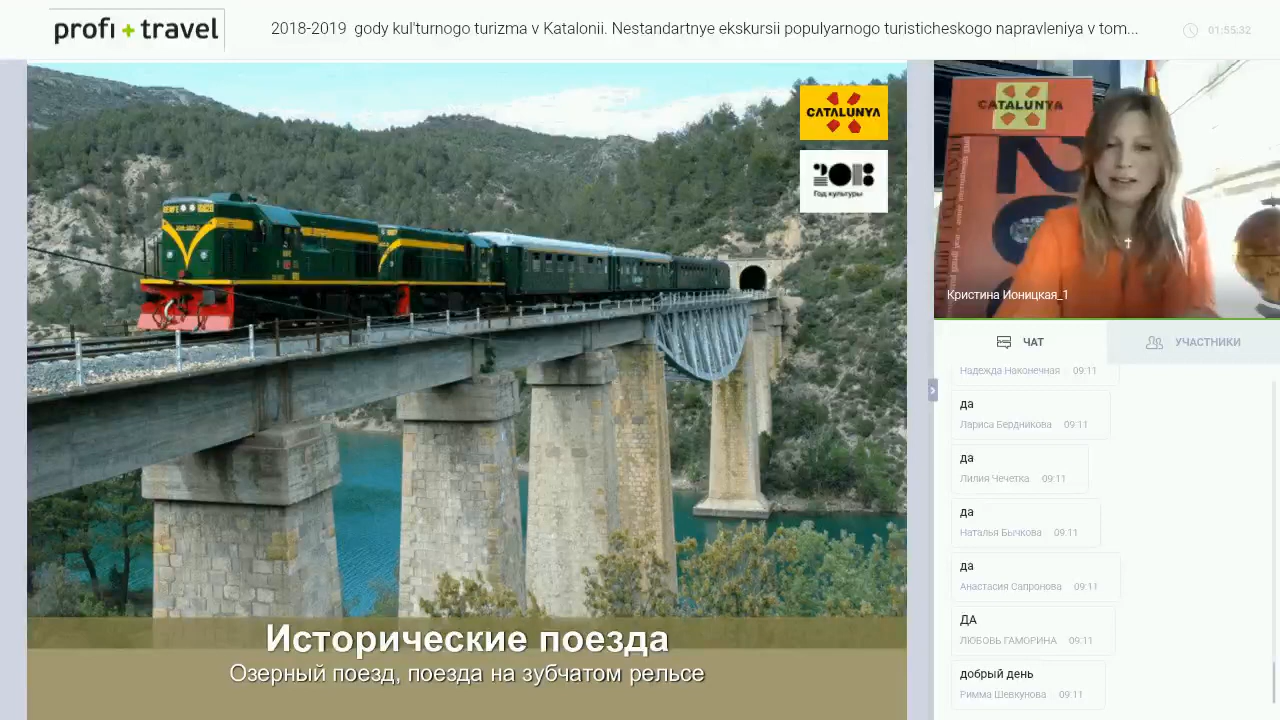 profi + travel
2018-2019 gody kul'turnogo turizma v Katalonii. Nestandartnye ekskursii populyarnogo turisticheskogo napravleniya v tom...
01:55:32
CATALUNYA
2018
Год культуры
RENFE
CATALUNYA
Кристина Ионицкая_1
ЧАТ
УЧАСТНИКИ
Надежда Наконечная 09:11
да
Лариса Бердникова 09:11
да
Лилия Чечетка 09:11
да
Наталья Бычкова 09:11
да
Анастасия Сапронова 09:11
ДА
ЛЮБОВЬ ГАМОРИНА 09:11
добрый день
Римма Шевкунова 09:11
Исторические поезда
Озерный поезд, поезда на зубчатом рельсе